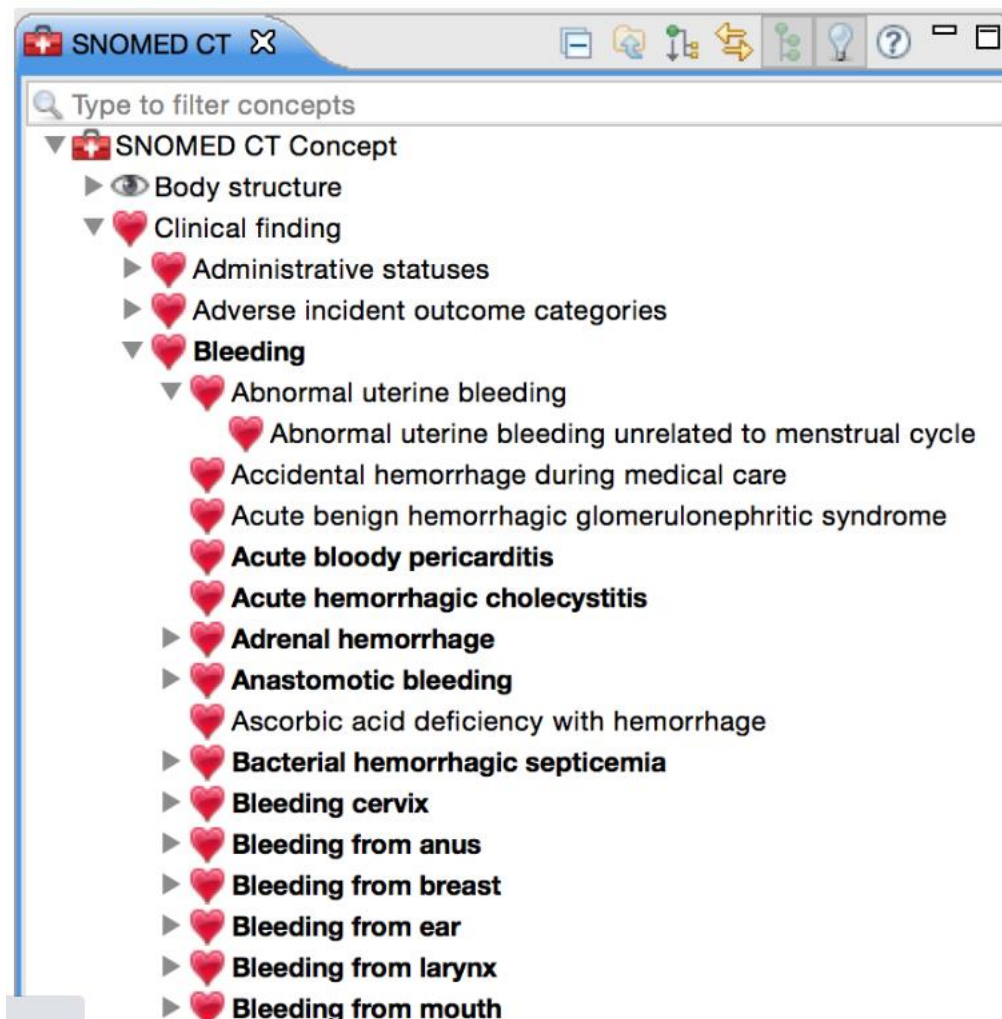 SNOMED CT
Type to filter concepts
SNOMED CT Concept
Body structure
Clinical finding
Administrative statuses
Adverse incident outcome categories
Bleeding
Abnormal uterine bleeding
Abnormal uterine bleeding unrelated to menstrual cycle
Accidental hemorrhage during medical care
Acute benign hemorrhagic glomerulonephritic syndrome
Acute bloody pericarditis
Acute hemorrhagic cholecystitis
Adrenal hemorrhage
Anastomotic bleeding
Ascorbic acid deficiency with hemorrhage
Bacterial hemorrhagic septicemia
Bleeding cervix
Bleeding from anus
Bleeding from breast
Bleeding from ear
Bleeding from larynx
Bleeding from mouth